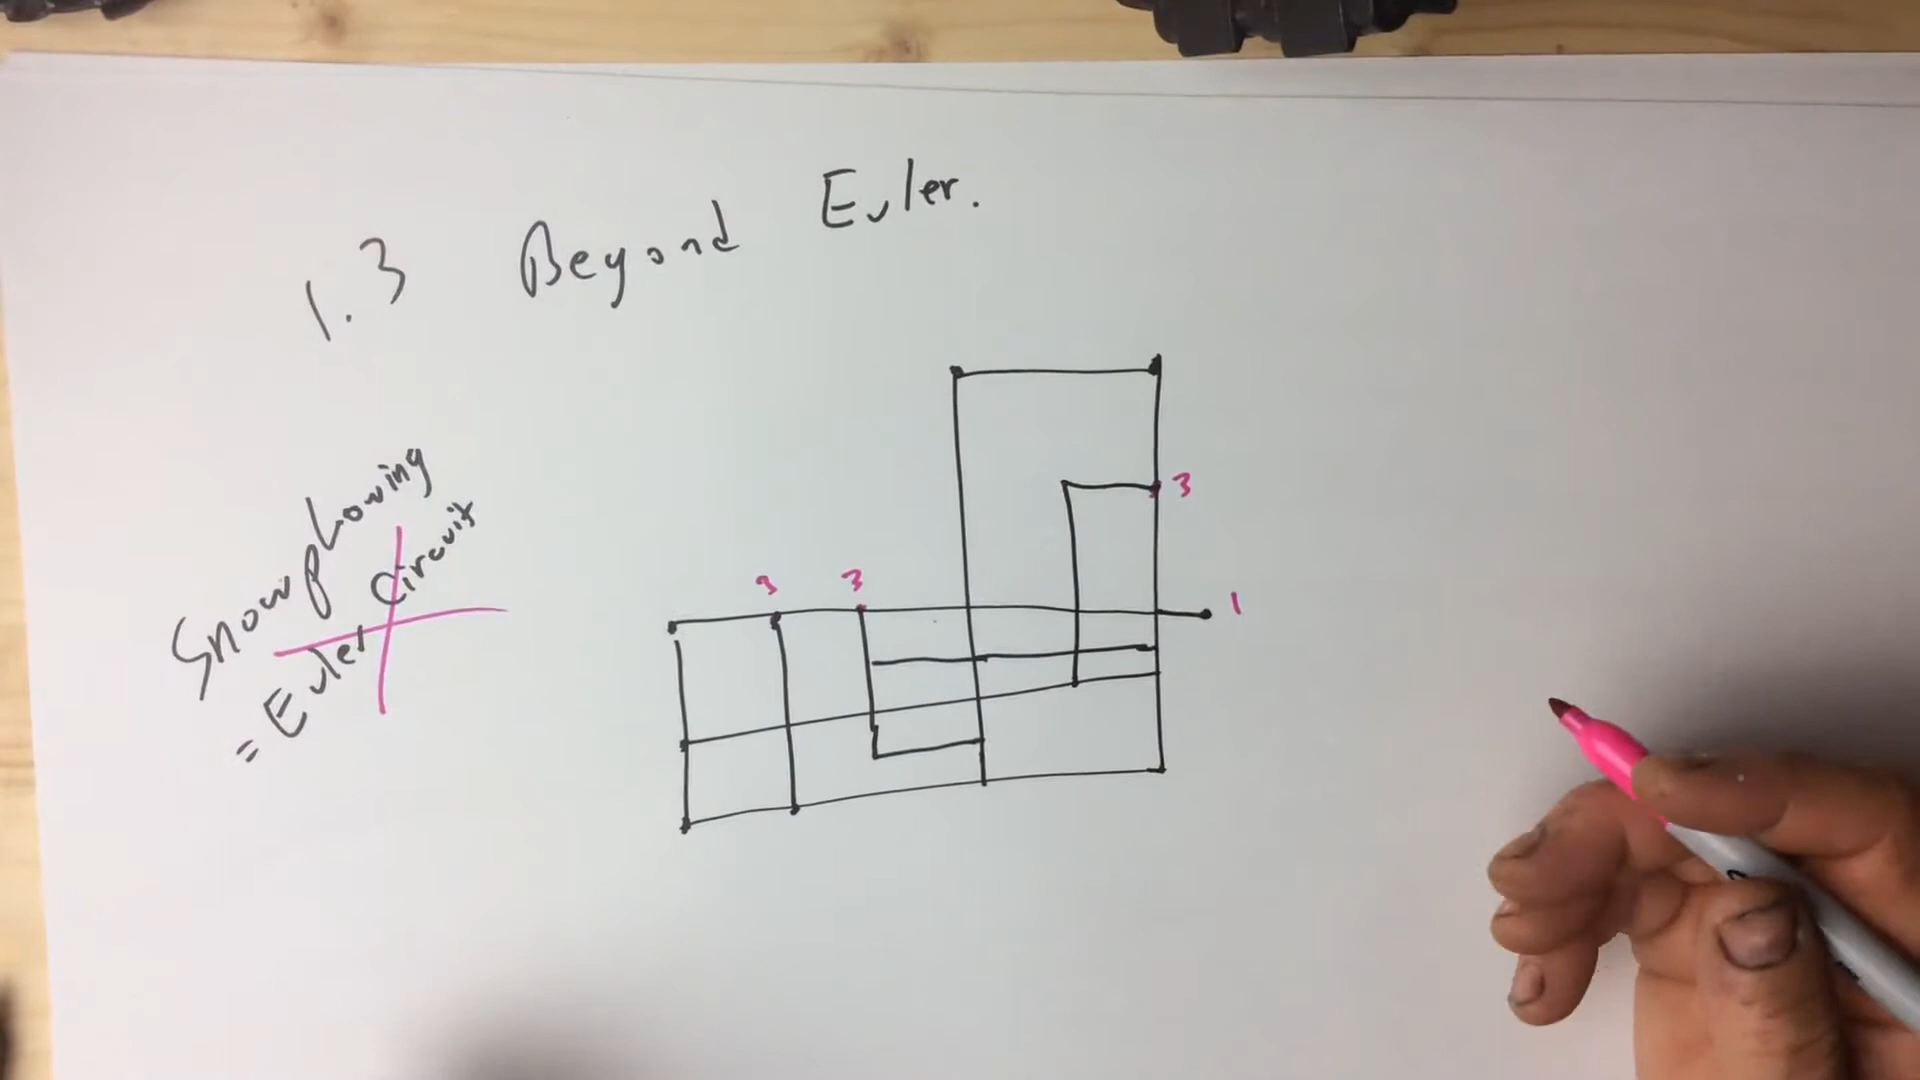 1.3 Beyond Euler.
Snowplowing
= Euler Circuit
3
3
3
1